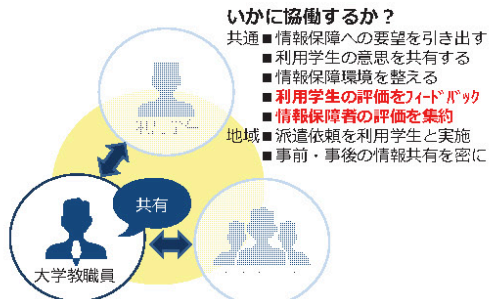 いかに協働するか？
共通■情報保障への要望を引き出す
■利用学生の意思を共有する
■情報保障環境を整える
■利用学生の評価をフィードバック
■情報保障者の評価を集約
地域■派遣依頼を利用学生と実施
■事前・事後の情報共有を密に
共有
大学教職員